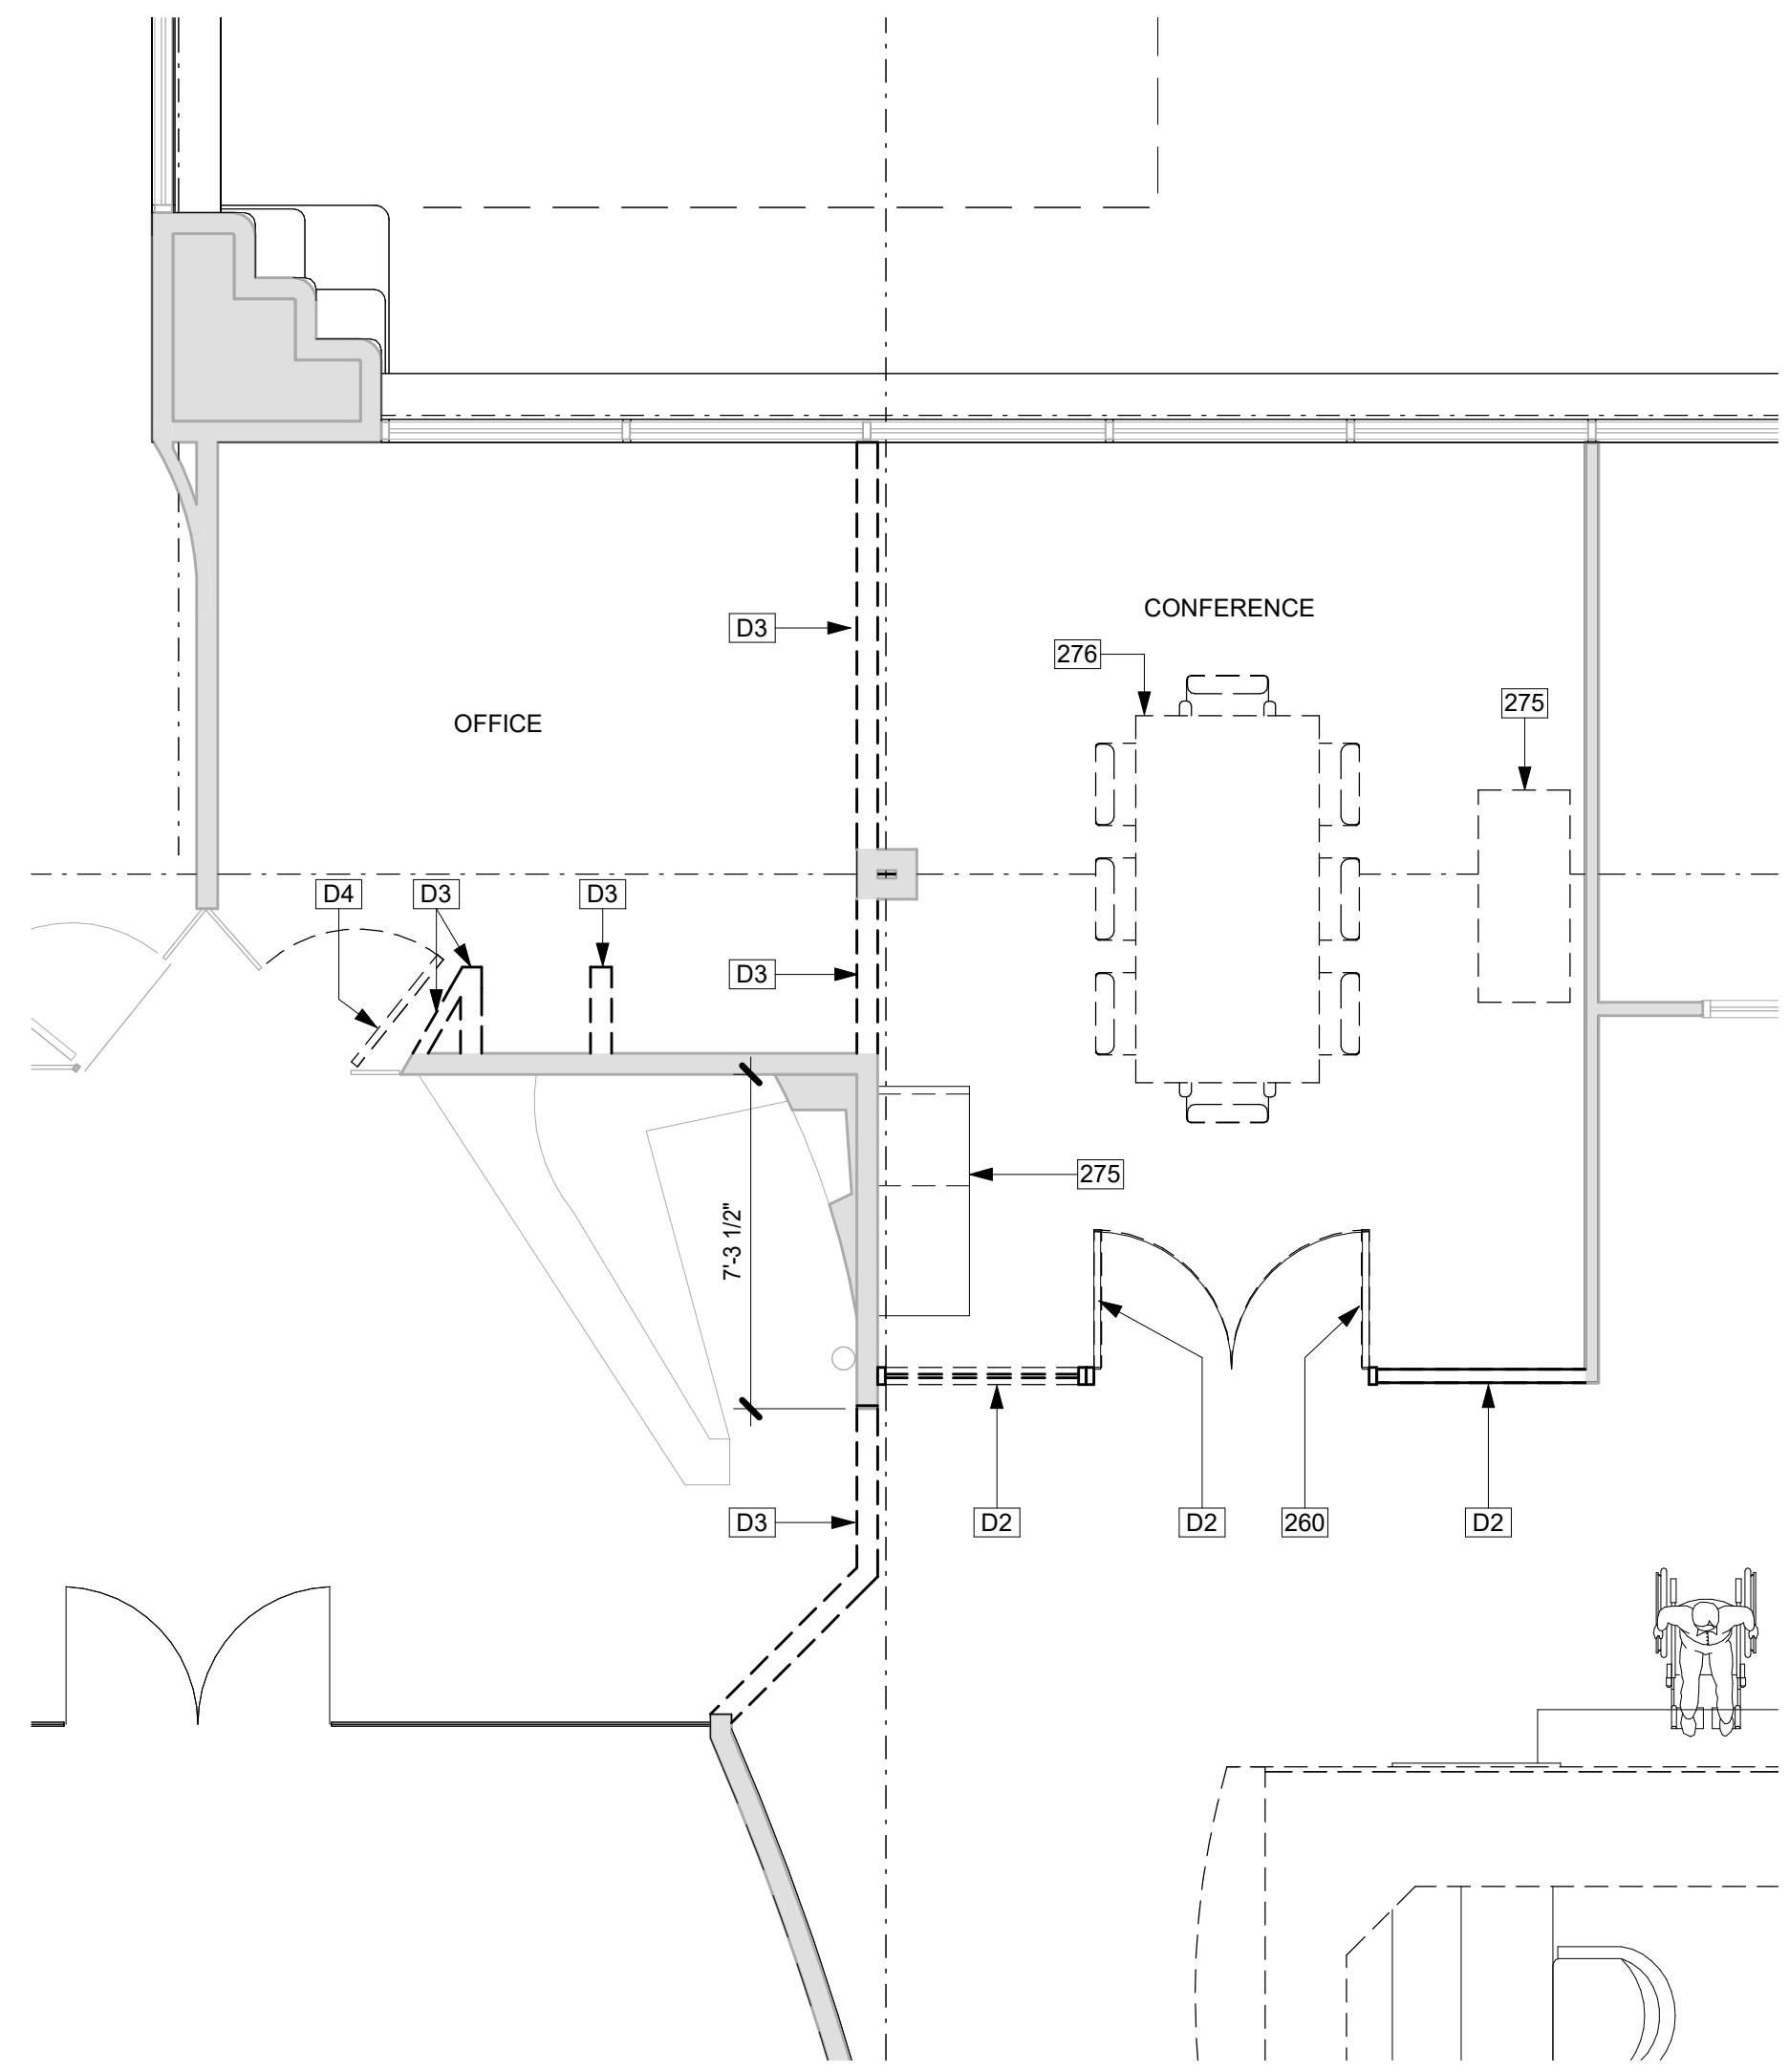 CONFERENCE
D3
276
275
OFFICE
D4
D3
D3
D3
275
7'-3 1/2"
D3
D2
D2
260
D2